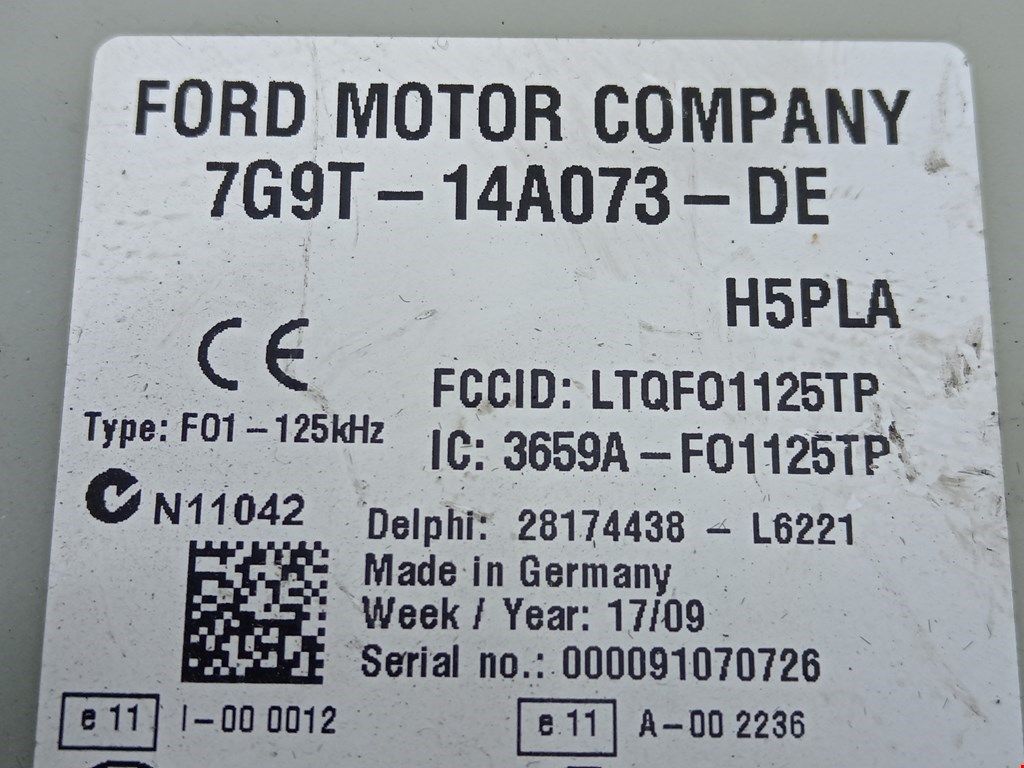 FORD MOTOR COMPANY
7G9T-14A073-DE
H5PLA
CE
FCCID: LTQFO1125TP
Type: FO1-125kHz
IC: 3659A-FO1125TP
N11042
Delphi: 28174438 - L6221
Made in Germany
Week / Year: 17/09
Serial no.: 000091070726
e 11 I-00 0012
e 11 A-00 2236